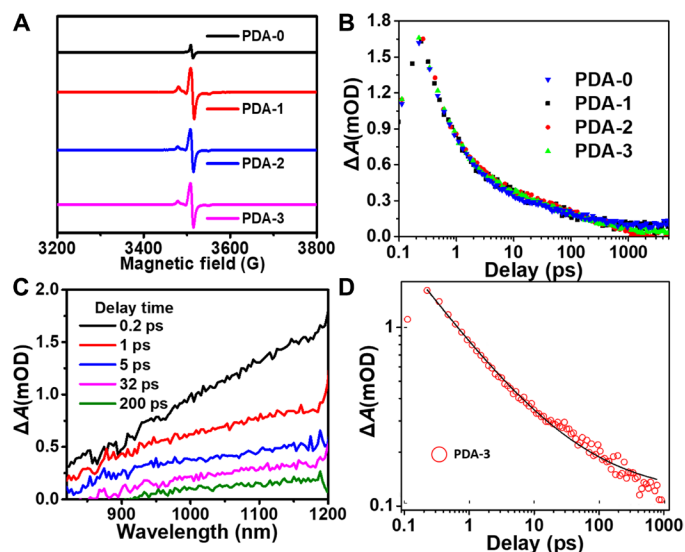 A
PDA-0
PDA-1
PDA-2
PDA-3
3200 3400 3600 3800
Magnetic field (G)
B
1.8
1.5
1.2
0.9
0.6
0.3
0.0
ΔA(mOD)
PDA-0
PDA-1
PDA-2
PDA-3
0.1 1 10 100 1000
Delay (ps)
C
2.0
1.5
1.0
0.5
0.0
ΔA(mOD)
Delay time
0.2 ps
1 ps
5 ps
32 ps
200 ps
900 1000 1100 1200
Wavelength (nm)
D
1
0.1
ΔA(mOD)
PDA-3
0.1 1 10 100 1000
Delay (ps)